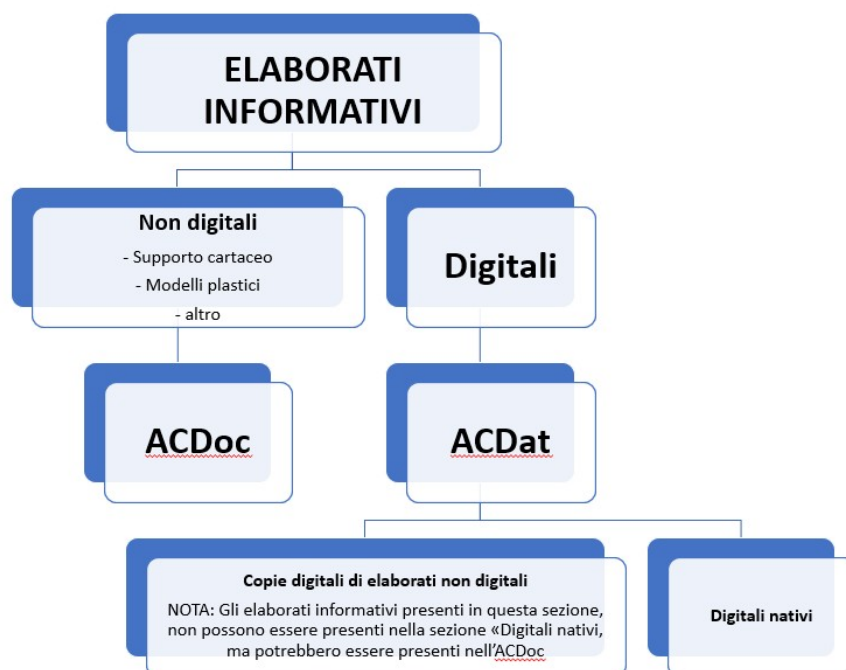 ELABORATI
INFORMATIVI
Non digitali
- Supporto cartaceo
- Modelli plastici
- altro
Digitali
ACDoc
ACDat
Copie digitali di elaborati non digitali
NOTA: Gli elaborati informativi presenti in questa sezione,
non possono essere presenti nella sezione «Digitali nativi,
ma potrebbero essere presenti nell’ACDoc
Digitali nativi